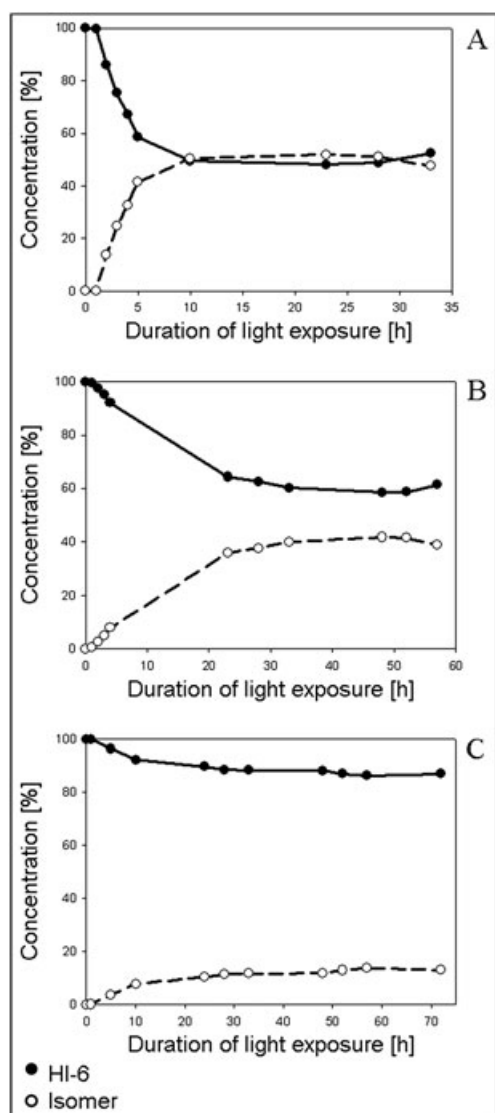 A
100
80
60
40
20
0
Concentration [%]
0 5 10 15 20 25 30 35
Duration of light exposure [h]
B
100
80
60
40
20
0
Concentration [%]
0 10 20 30 40 50 60
Duration of light exposure [h]
C
100
80
60
40
20
0
Concentration [%]
0 10 20 30 40 50 60 70
Duration of light exposure [h]
HI-6
Isomer